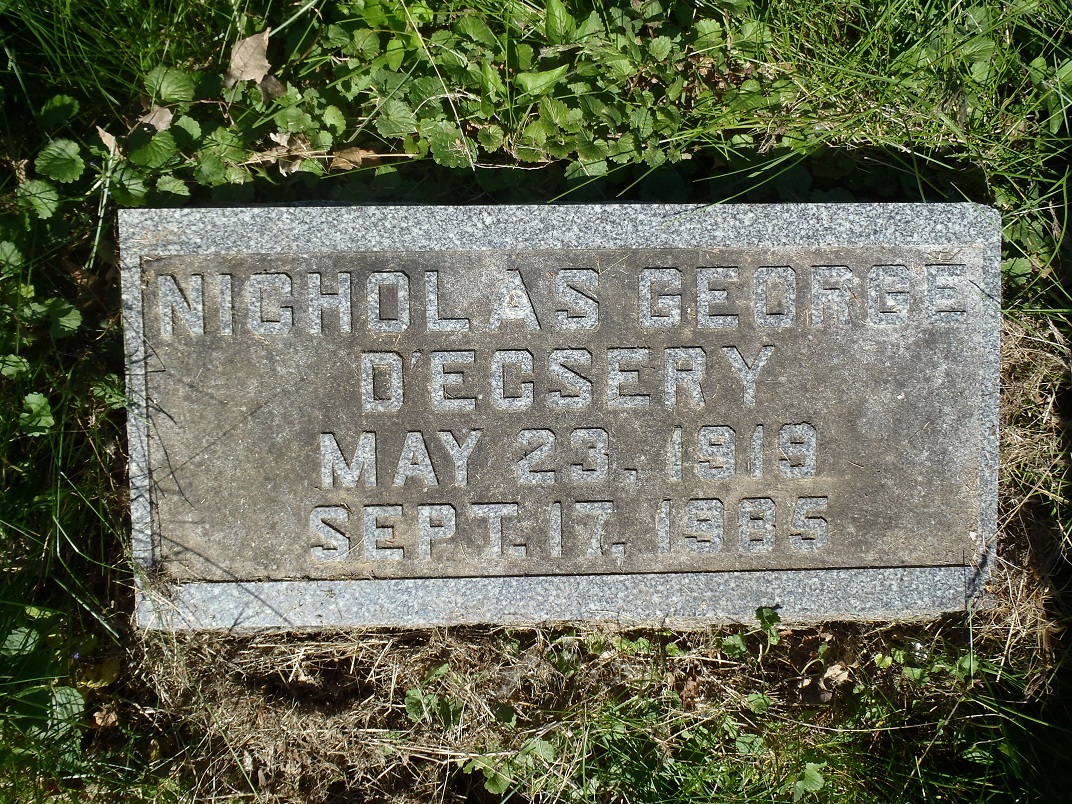 NICHOLAS GEORGE
D'ECSERY
MAY 23, 1919
SEPT. 17, 1985